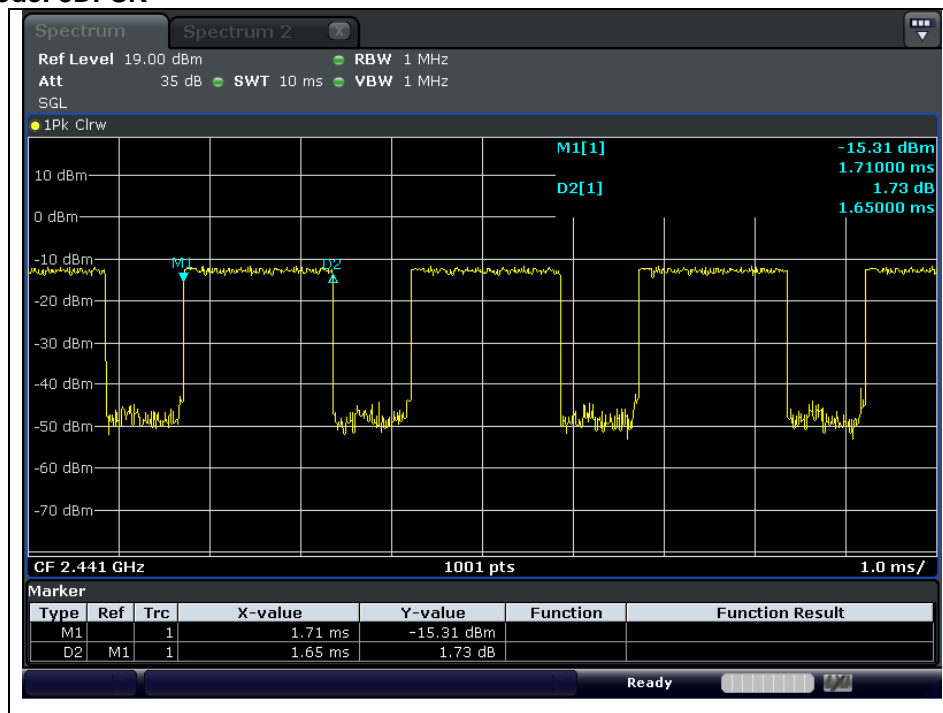 Spectrum Spectrum 2 X
Ref Level 19.00 dBm RBW 1 MHz
Att 35 dB SWT 10 ms VBW 1 MHz
SGL
1Pk Clrw
M1[1] -15.31 dBm
1.71000 ms
D2[1] 1.73 dB
1.65000 ms
10 dBm
0 dBm
-10 dBm
M1 D2
-20 dBm
-30 dBm
-40 dBm
-50 dBm
-60 dBm
-70 dBm
CF 2.441 GHz 1001 pts 1.0 ms/
Marker
Type Ref Trc X-value Y-value Function Function Result
M1 1 1.71 ms -15.31 dBm
D2 M1 1 1.65 ms 1.73 dB
Ready